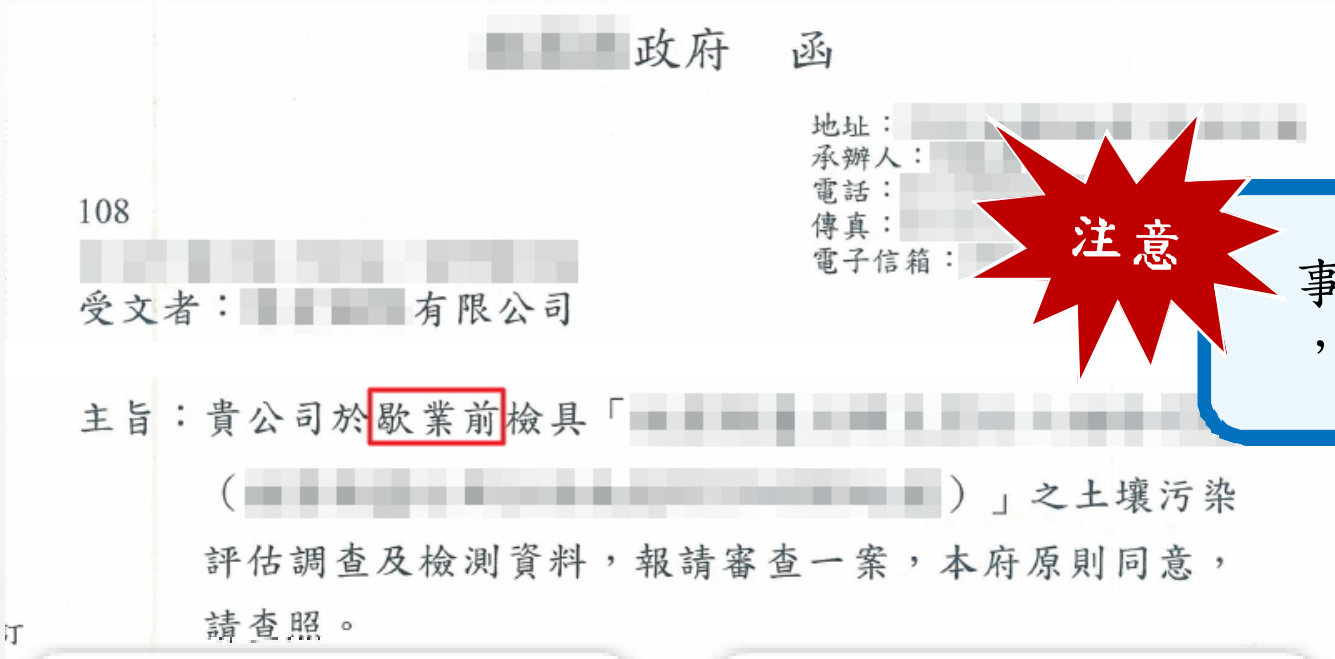 政府 函
地址：
承辦人：
電話：
傳真：
電子信箱：
注意
事
，
108
受文者： 有限公司
主旨：貴公司於歇業前檢具「
（ ）」之土壤污染
評估調查及檢測資料，報請審查一案，本府原則同意，
請查照。
訂